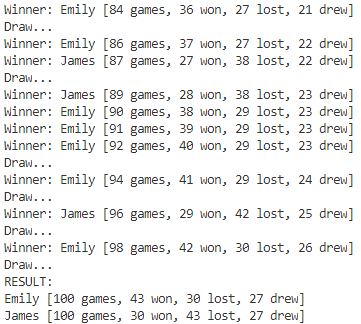 Winner: Emily [84 games, 36 won, 27 lost, 21 drew]
Draw...
Winner: Emily [86 games, 37 won, 27 lost, 22 drew]
Winner: James [87 games, 27 won, 38 lost, 22 drew]
Draw...
Winner: James [89 games, 28 won, 38 lost, 23 drew]
Winner: Emily [90 games, 38 won, 29 lost, 23 drew]
Winner: Emily [91 games, 39 won, 29 lost, 23 drew]
Winner: Emily [92 games, 40 won, 29 lost, 23 drew]
Draw...
Winner: Emily [94 games, 41 won, 29 lost, 24 drew]
Draw...
Winner: James [96 games, 29 won, 42 lost, 25 drew]
Draw...
Winner: Emily [98 games, 42 won, 30 lost, 26 drew]
Draw...
RESULT:
Emily [100 games, 43 won, 30 lost, 27 drew]
James [100 games, 30 won, 43 lost, 27 drew]